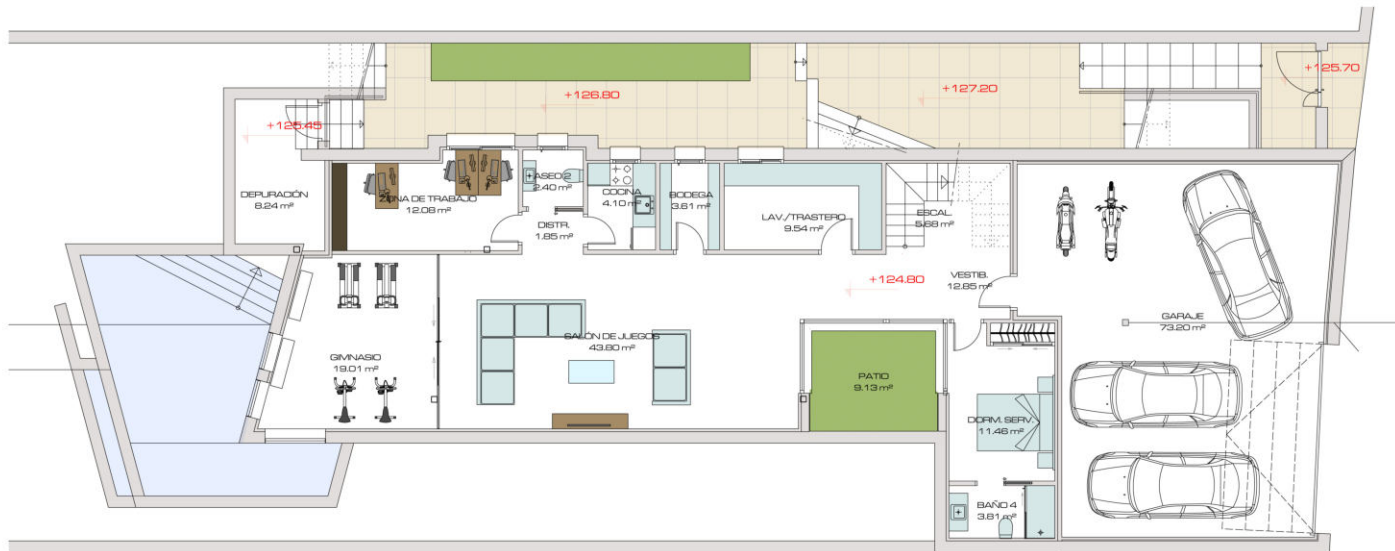 +125.70
+127.20
+126.80
+125.45
DEPURACIÓN
8.24 m²
ZONA DE TRABAJO
12.08 m²
ASEO 2
2.40 m²
DISTR.
1.85 m²
COCINA
4.10 m²
BODEGA
3.61 m²
LAV./TRASTERO
9.54 m²
ESCAL.
5.68 m²
+124.80
VESTIB.
12.85 m²
GARAJE
73.20 m²
GIMNASIO
19.01 m²
SALÓN DE JUEGOS
43.80 m²
PATIO
9.13 m²
DORM. SERV.
11.46 m²
BAÑO 4
3.81 m²